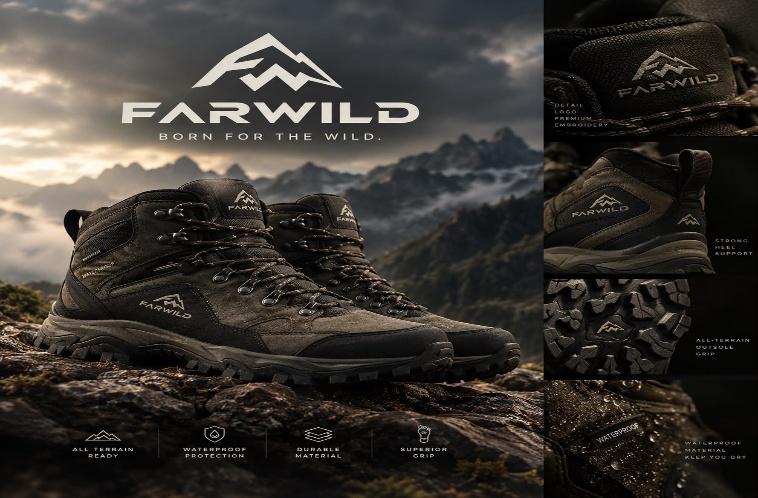 FARWILD
BORN FOR THE WILD.
FARWILD
FARWILD
FARWILD
ALL TERRAIN
READY
WATERPROOF
PROTECTION
DURABLE
MATERIAL
SUPERIOR
GRIP
FARWILD
DETAIL
LOGO
PREMIUM
EMBROIDERY
FARWILD
STRONG
HEEL
SUPPORT
ALL-TERRAIN
OUTSOLE
GRIP
WATERPROOF
WATERPROOF
MATERIAL
KEEP YOU DRY